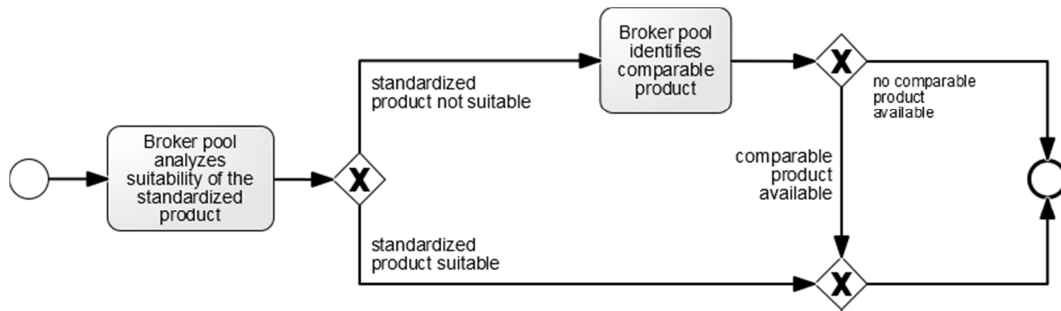 Broker pool
analyzes
suitability of the
standardized
product
X
standardized
product not suitable
standardized
product suitable
Broker pool
identifies
comparable
product
X
no comparable
product
available
comparable
product
available
X